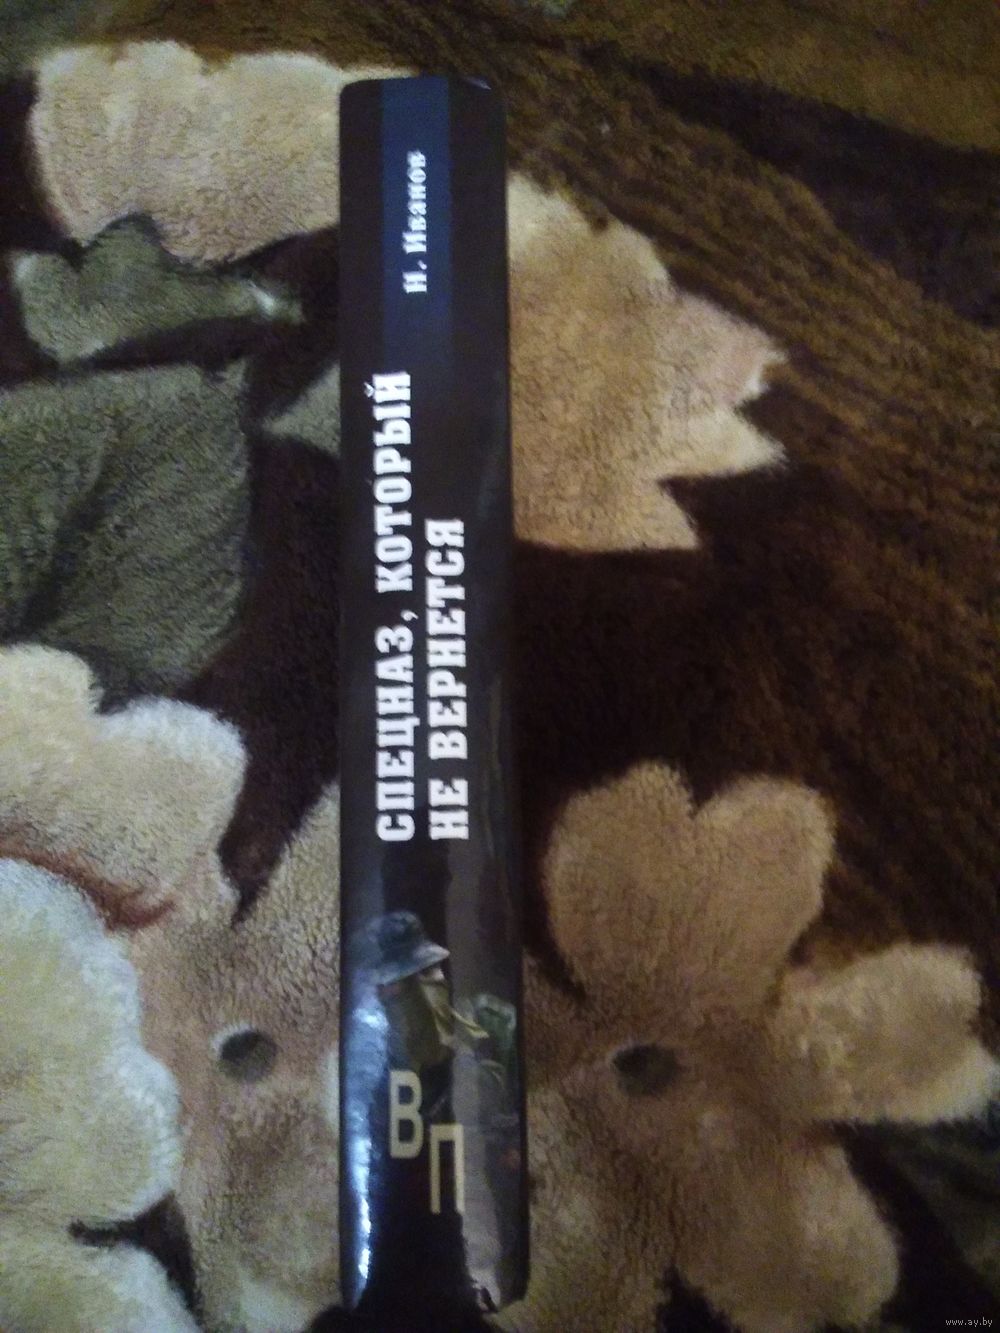 Н. Иванов
СПЕЦНАЗ, КОТОРЫЙ
НЕ ВЕРНЕТСЯ
ВП
www.ay.by